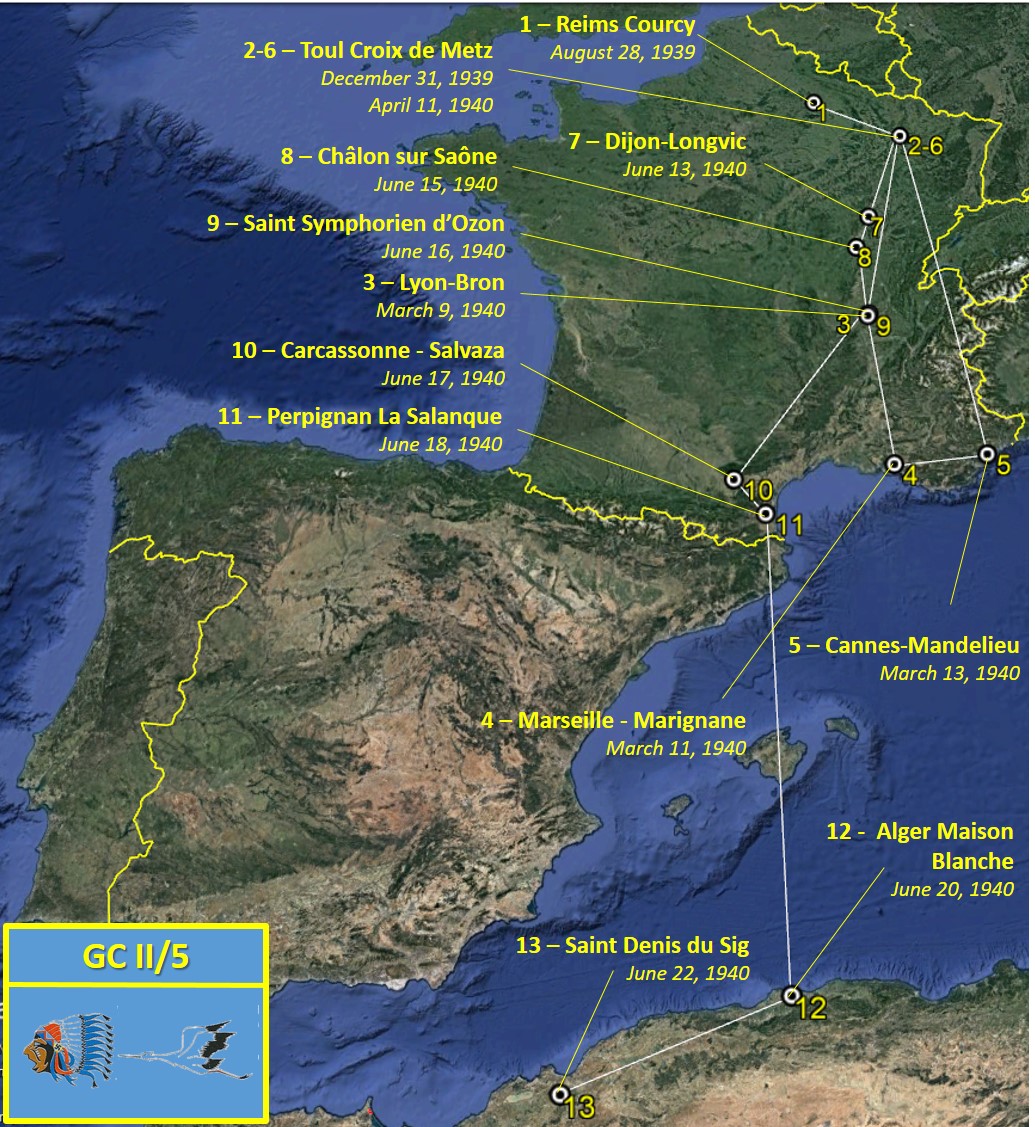 1 – Reims Courcy
August 28, 1939
2-6 – Toul Croix de Metz
December 31, 1939
April 11, 1940
7 – Dijon-Longvic
June 13, 1940
8 – Châlon sur Saône
June 15, 1940
9 – Saint Symphorien d’Ozon
June 16, 1940
3 – Lyon-Bron
March 9, 1940
10 – Carcassonne - Salvaza
June 17, 1940
11 – Perpignan La Salanque
June 18, 1940
1
2-6
7
8
3
9
4
5
10
11
5 – Cannes-Mandelieu
March 13, 1940
4 – Marseille - Marignane
March 11, 1940
12 - Alger Maison
Blanche
June 20, 1940
13 – Saint Denis du Sig
June 22, 1940
12
13
GC II/5